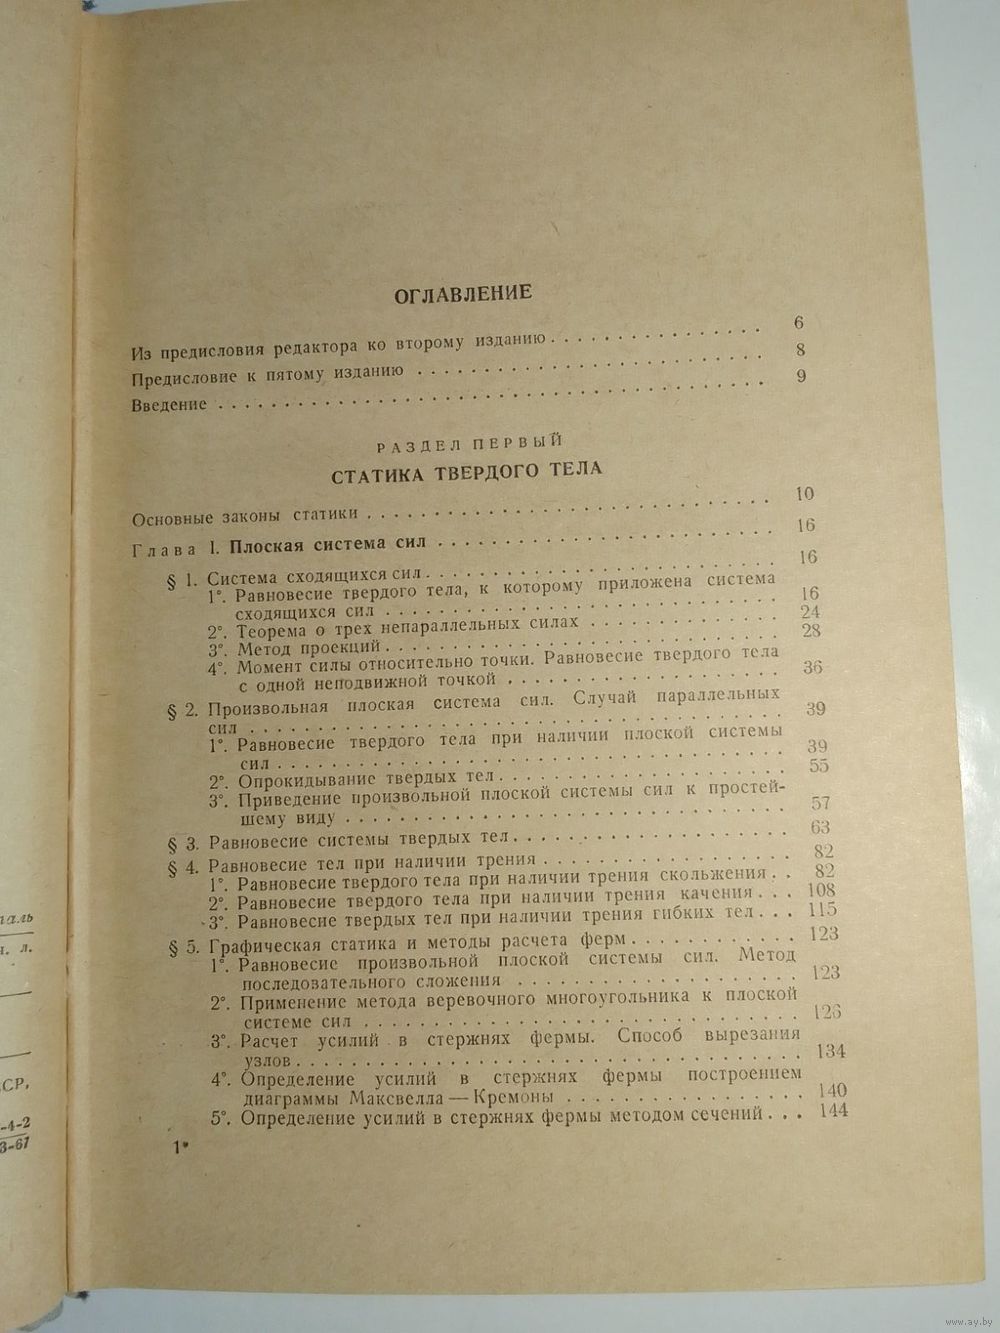 ОГЛАВЛЕНИЕ
Из предисловия редактора ко второму изданию . . . . . . . . . . . . . . 6
Предисловие к пятому изданию . . . . . . . . . . . . . . . . . . . . . 8
Введение . . . . . . . . . . . . . . . . . . . . . . . . . . . . . . . 9
РАЗДЕЛ ПЕРВЫЙ
СТАТИКА ТВЕРДОГО ТЕЛА
Основные законы статики . . . . . . . . . . . . . . . . . . . . . . . . 10
Глава I. Плоская система сил . . . . . . . . . . . . . . . . . . . . . 16
§ 1. Система сходящихся сил . . . . . . . . . . . . . . . . . . . . . . 16
1°. Равновесие твердого тела, к которому приложена система
сходящихся сил . . . . . . . . . . . . . . . . . . . . . . . . 16
2°. Теорема о трех непараллельных силах . . . . . . . . . . . . 24
3°. Метод проекций . . . . . . . . . . . . . . . . . . . . . . . 28
4°. Момент силы относительно точки. Равновесие твердого тела
с одной неподвижной точкой . . . . . . . . . . . . . . . . . 36
§ 2. Произвольная плоская система сил. Случай параллельных
сил . . . . . . . . . . . . . . . . . . . . . . . . . . . . . . . 39
1°. Равновесие твердого тела при наличии плоской системы
сил . . . . . . . . . . . . . . . . . . . . . . . . . . . . . 39
2°. Опрокидывание твердых тел . . . . . . . . . . . . . . . . . 55
3°. Приведение произвольной плоской системы сил к простей-
шему виду . . . . . . . . . . . . . . . . . . . . . . . . . . 57
§ 3. Равновесие системы твердых тел . . . . . . . . . . . . . . . . . 63
§ 4. Равновесие тел при наличии трения . . . . . . . . . . . . . . . 82
1°. Равновесие твердого тела при наличии трения скольжения . . 82
2°. Равновесие твердого тела при наличии трения качения . . . 108
3°. Равновесие твердых тел при наличии трения гибких тел . . . 115
§ 5. Графическая статика и методы расчета ферм . . . . . . . . . . . . 123
1°. Равновесие произвольной плоской системы сил. Метод
последовательного сложения . . . . . . . . . . . . . . . . . 123
2°. Применение метода веревочного многоугольника к плоской
системе сил . . . . . . . . . . . . . . . . . . . . . . . . . 126
3°. Расчет усилий в стержнях фермы. Способ вырезания
узлов . . . . . . . . . . . . . . . . . . . . . . . . . . . . 134
4°. Определение усилий в стержнях фермы построением
диаграммы Максвелла — Кремоны . . . . . . . . . . . . . . . 140
5°. Определение усилий в стержнях фермы методом сечений . . . 144
1*
л.
СР,
-4-2
3-67
www.ay.by